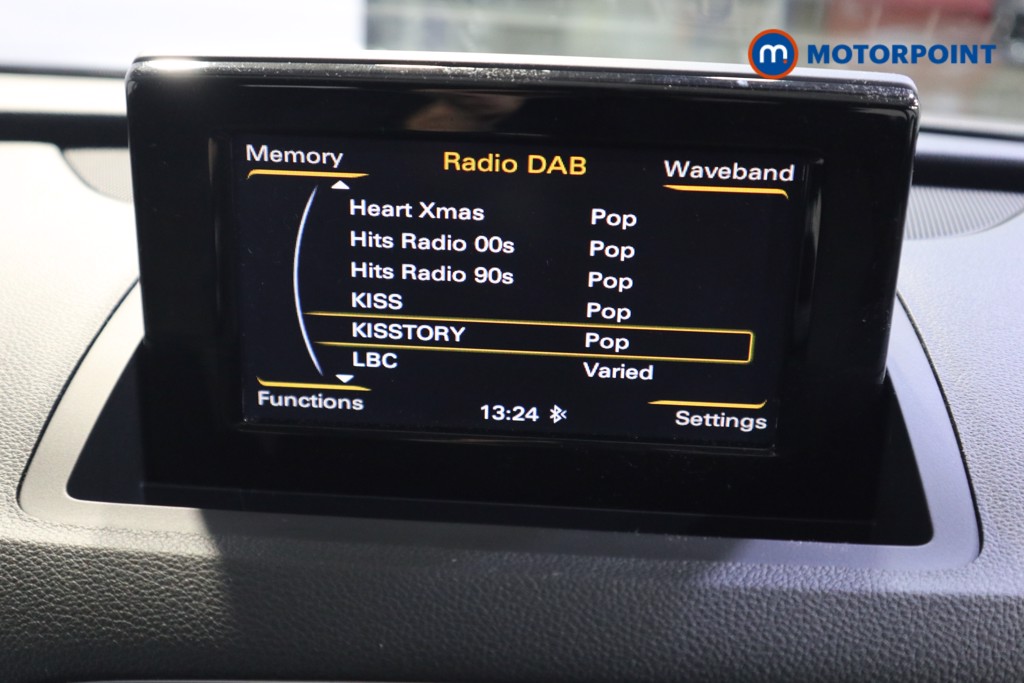 m MOTORPOINT
Memory Radio DAB Waveband
Heart Xmas Pop
Hits Radio 00s Pop
Hits Radio 90s Pop
KISS Pop
KISSTORY Pop
LBC Varied
Functions 13:24 Settings